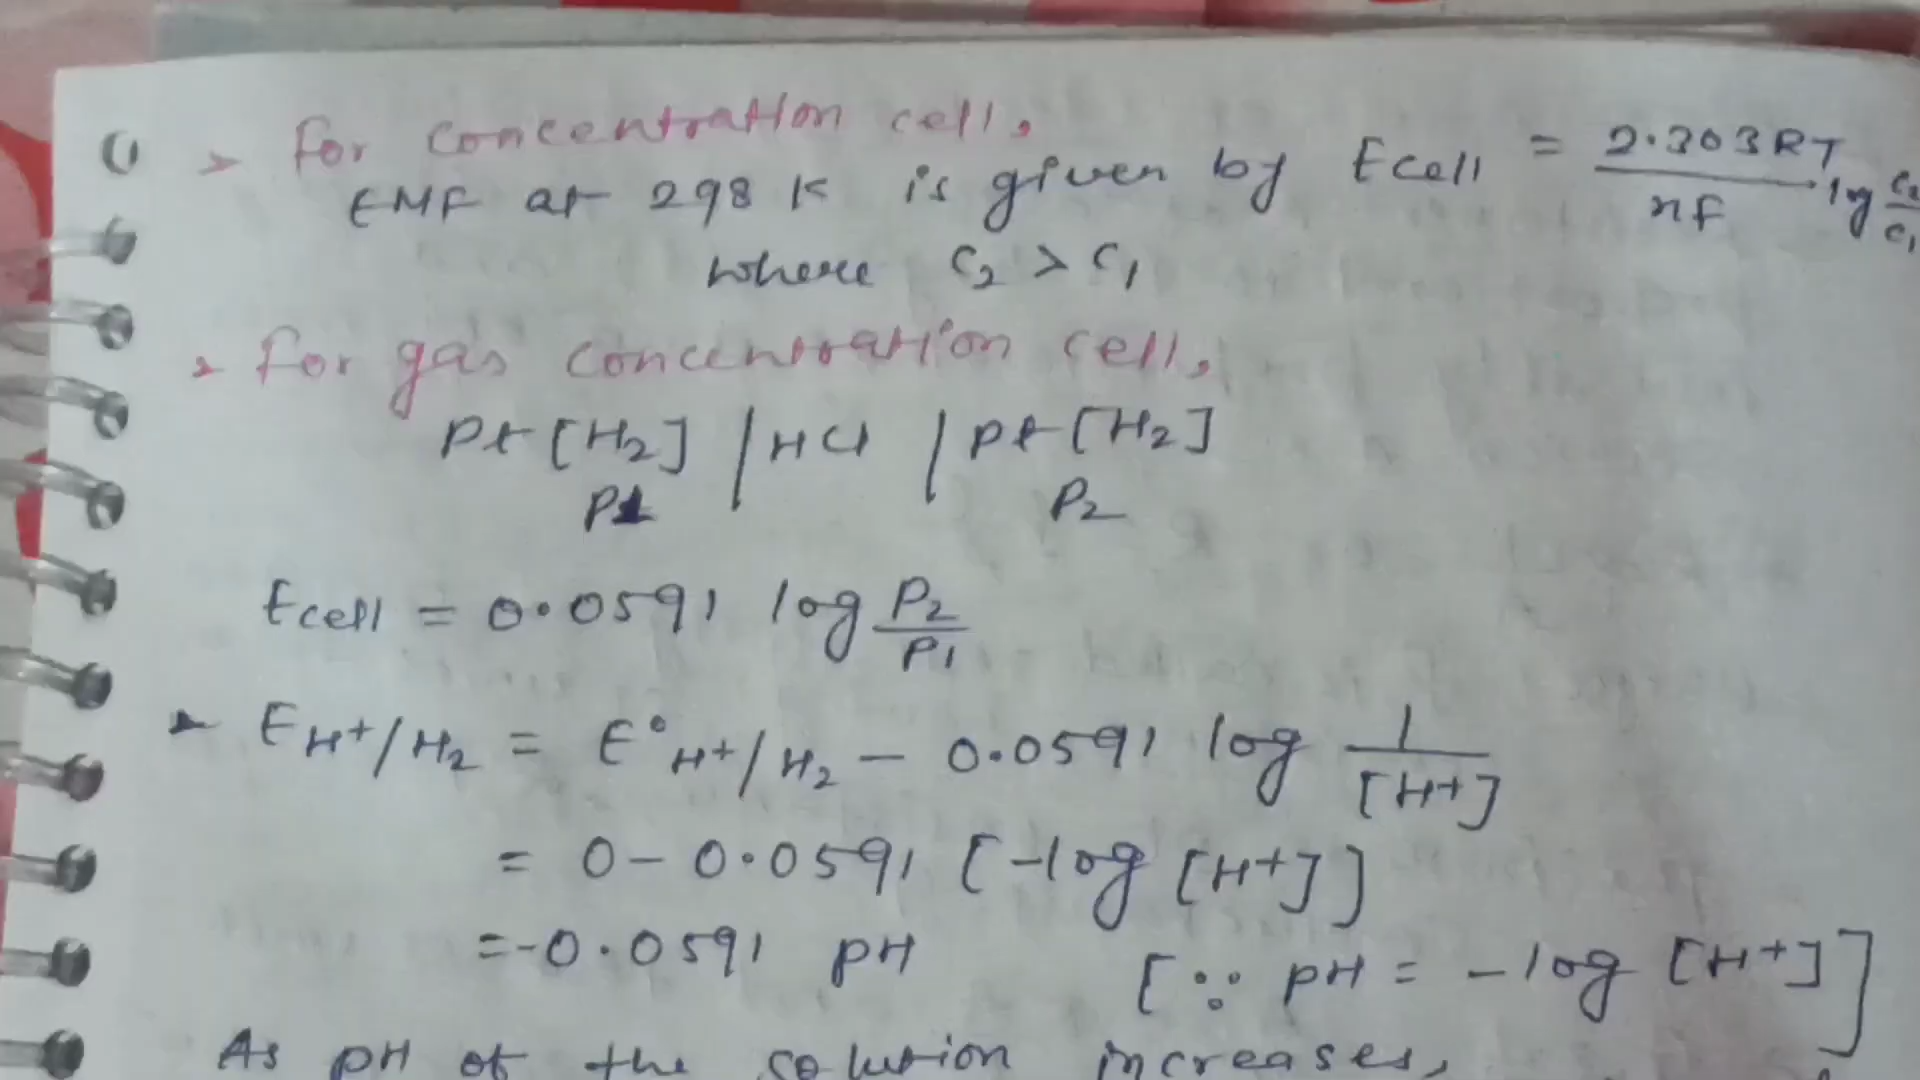 > For concentration cell,
EMF at 298 K is given by Ecell = 2.303RT/nF log C2/C1
where C2 > C1
> For gas concentration cell,
Pt [H2] | HCl | Pt [H2]
P1 P2
Ecell = 0.0591 log P2/P1
> EH+/H2 = E°H+/H2 - 0.0591 log 1/[H+]
= 0 - 0.0591 [-log [H+]]
= -0.0591 pH [∵ pH = -log [H+]]
As pH of the solution increases,